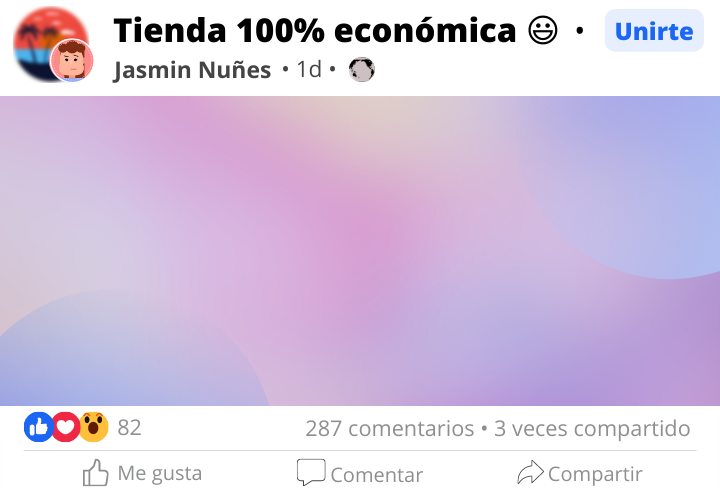 Tienda 100% económica 😃 • Unirte
Jasmin Nuñes • 1d •
82 287 comentarios • 3 veces compartido
Me gusta Comentar Compartir